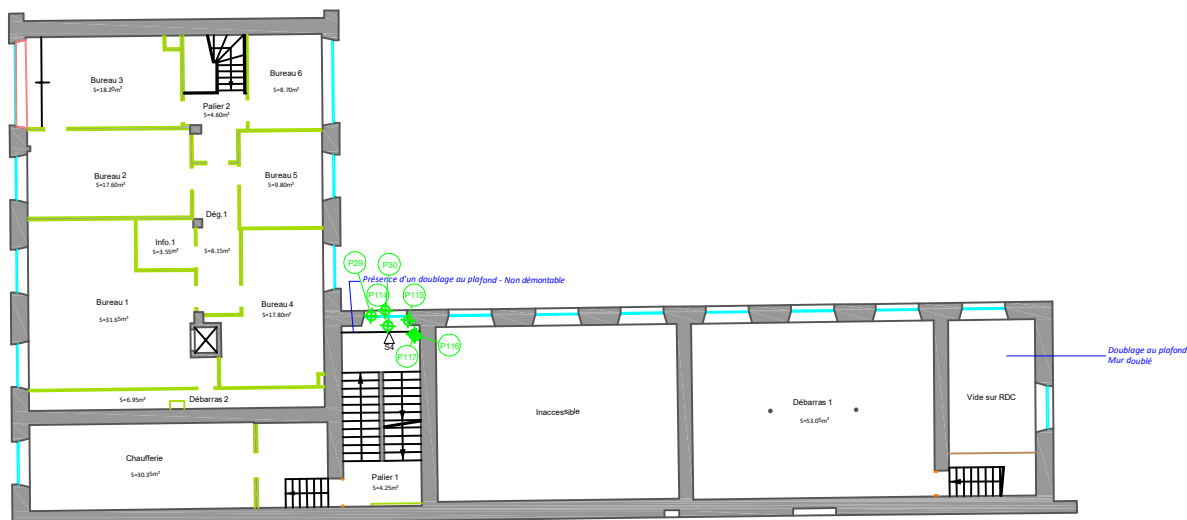 Bureau 3
S=18.20m²
Bureau 6
S=8.70m²
Palier 2
S=4.60m²
Bureau 2
S=17.60m²
Bureau 5
S=9.80m²
Dég.1
S=8.15m²
Info.1
S=3.55m²
Bureau 1
S=31.65m²
Bureau 4
S=17.80m²
P29
P30
Présence d'un doublage au plafond - Non démontable
P114
P115
S4
P116
P117
Doublage au plafond
Mur doublé
S=6.95m²
Débarras 2
Inaccessible
Débarras 1
S=53.05m²
Vide sur RDC
Chaufferie
S=30.35m²
Palier 1
S=4.25m²